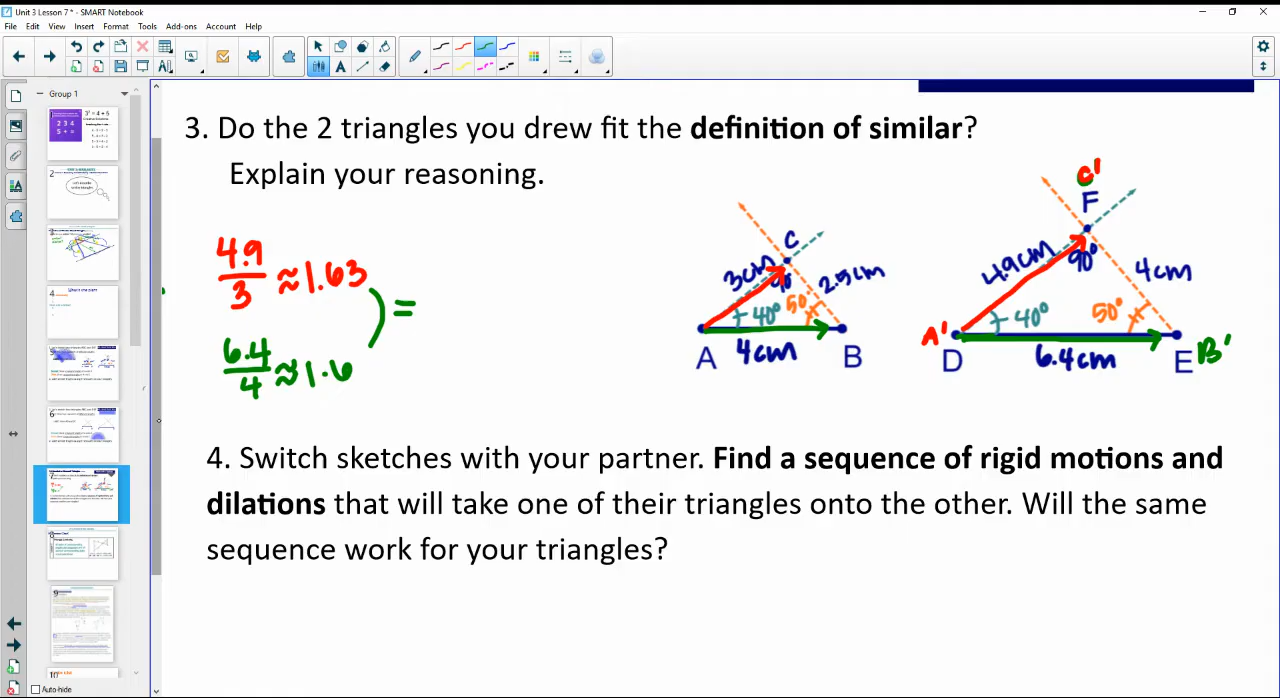 Unit 3 Lesson 7 * - SMART Notebook
File Edit View Insert Format Tools Add-ons Account Help
Group 1
3. Do the 2 triangles you drew fit the definition of similar?
Explain your reasoning.
4.9
3
≈1.63
) =
6.4
4
≈1.6
C
3cm
90°
2.5cm
40°
50°
A
4cm
B
C'
F
4.9cm
90°
4cm
40°
50°
A'
D
6.4cm
E B'
4. Switch sketches with your partner. Find a sequence of rigid motions and
dilations that will take one of their triangles onto the other. Will the same
sequence work for your triangles?
Auto-hide